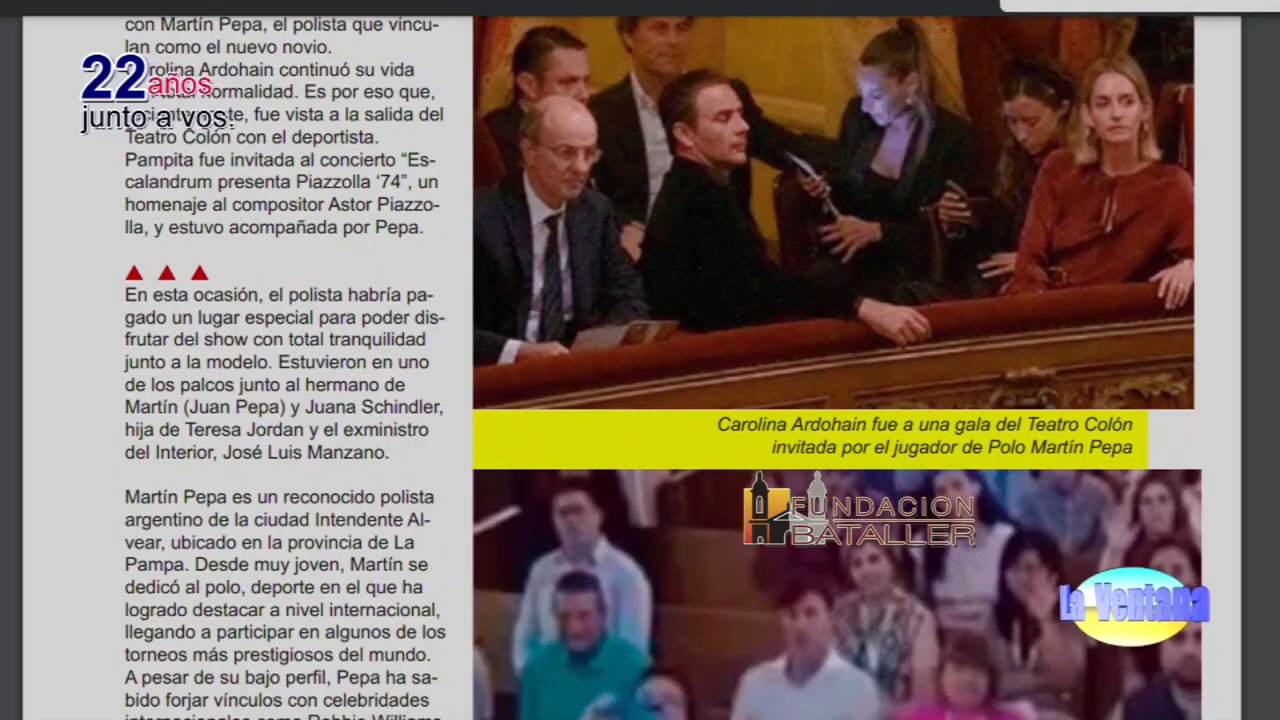 con Martín Pepa, el polista que vincu-
lan como el nuevo novio.
Carolina Ardohain continuó su vida
normalidad. Es por eso que,
te, fue vista a la salida del
Teatro Colón con el deportista.
Pampita fue invitada al concierto “Es-
calandrum presenta Piazzolla ‘74”, un
homenaje al compositor Astor Piazzo-
lla, y estuvo acompañada por Pepa.
En esta ocasión, el polista habría pa-
gado un lugar especial para poder dis-
frutar del show con total tranquilidad
junto a la modelo. Estuvieron en uno
de los palcos junto al hermano de
Martín (Juan Pepa) y Juana Schindler,
hija de Teresa Jordan y el exministro
del Interior, José Luis Manzano.
Martín Pepa es un reconocido polista
argentino de la ciudad Intendente Al-
vear, ubicado en la provincia de La
Pampa. Desde muy joven, Martín se
dedicó al polo, deporte en el que ha
logrado destacar a nivel internacional,
llegando a participar en algunos de los
torneos más prestigiosos del mundo.
A pesar de su bajo perfil, Pepa ha sa-
bido forjar vínculos con celebridades
internacionales como Robbie Williams
22 años
junto a vos.
Carolina Ardohain fue a una gala del Teatro Colón
invitada por el jugador de Polo Martín Pepa
FUNDACION
BATALLER
La Ventana